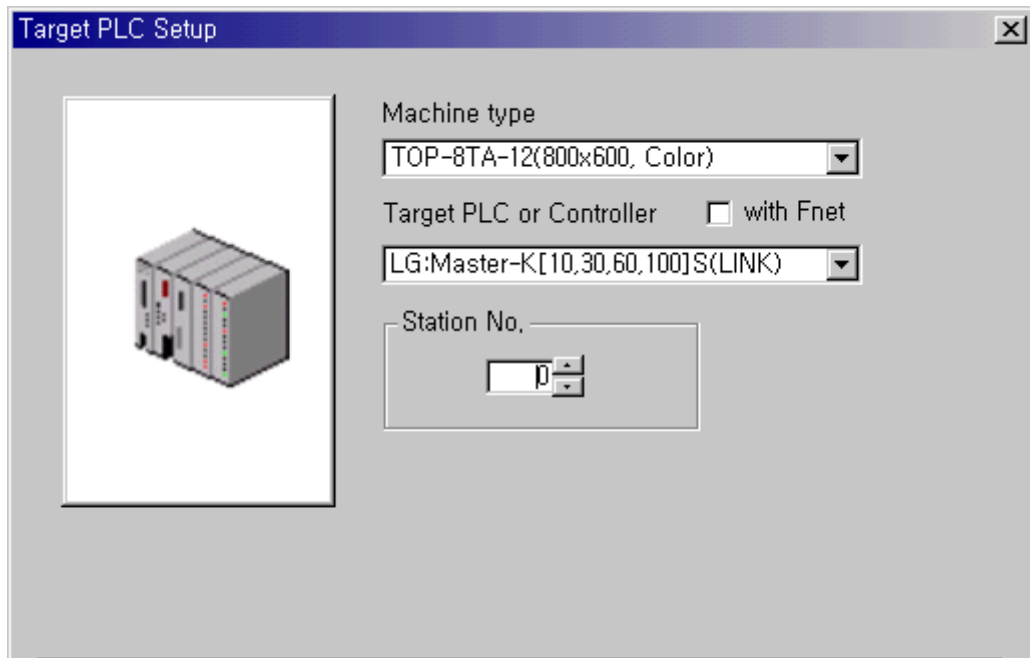 Target PLC Setup
Machine type
TOP-8TA-12(800x600, Color)
Target PLC or Controller
with Fnet
LG:Master-K[10,30,60,100]S(LINK)
Station No.
0